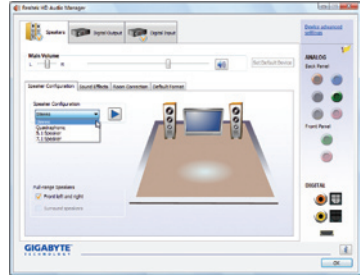 Realtek HD Audio Manager
Speakers
Digital Output
Digital Input
Device advanced
settings
Main Volume
L
R
Set Default Device
ANALOG
Back Panel
Speaker Configuration
Sound Effects
Room Correction
Default Format
Speaker Configuration
Stereo
Stereo
Quadraphonic
5.1 Speaker
7.1 Speaker
Front Panel
Full-range Speakers
Front left and right
Surround speakers
DIGITAL
GIGABYTE
TECHNOLOGY
OK